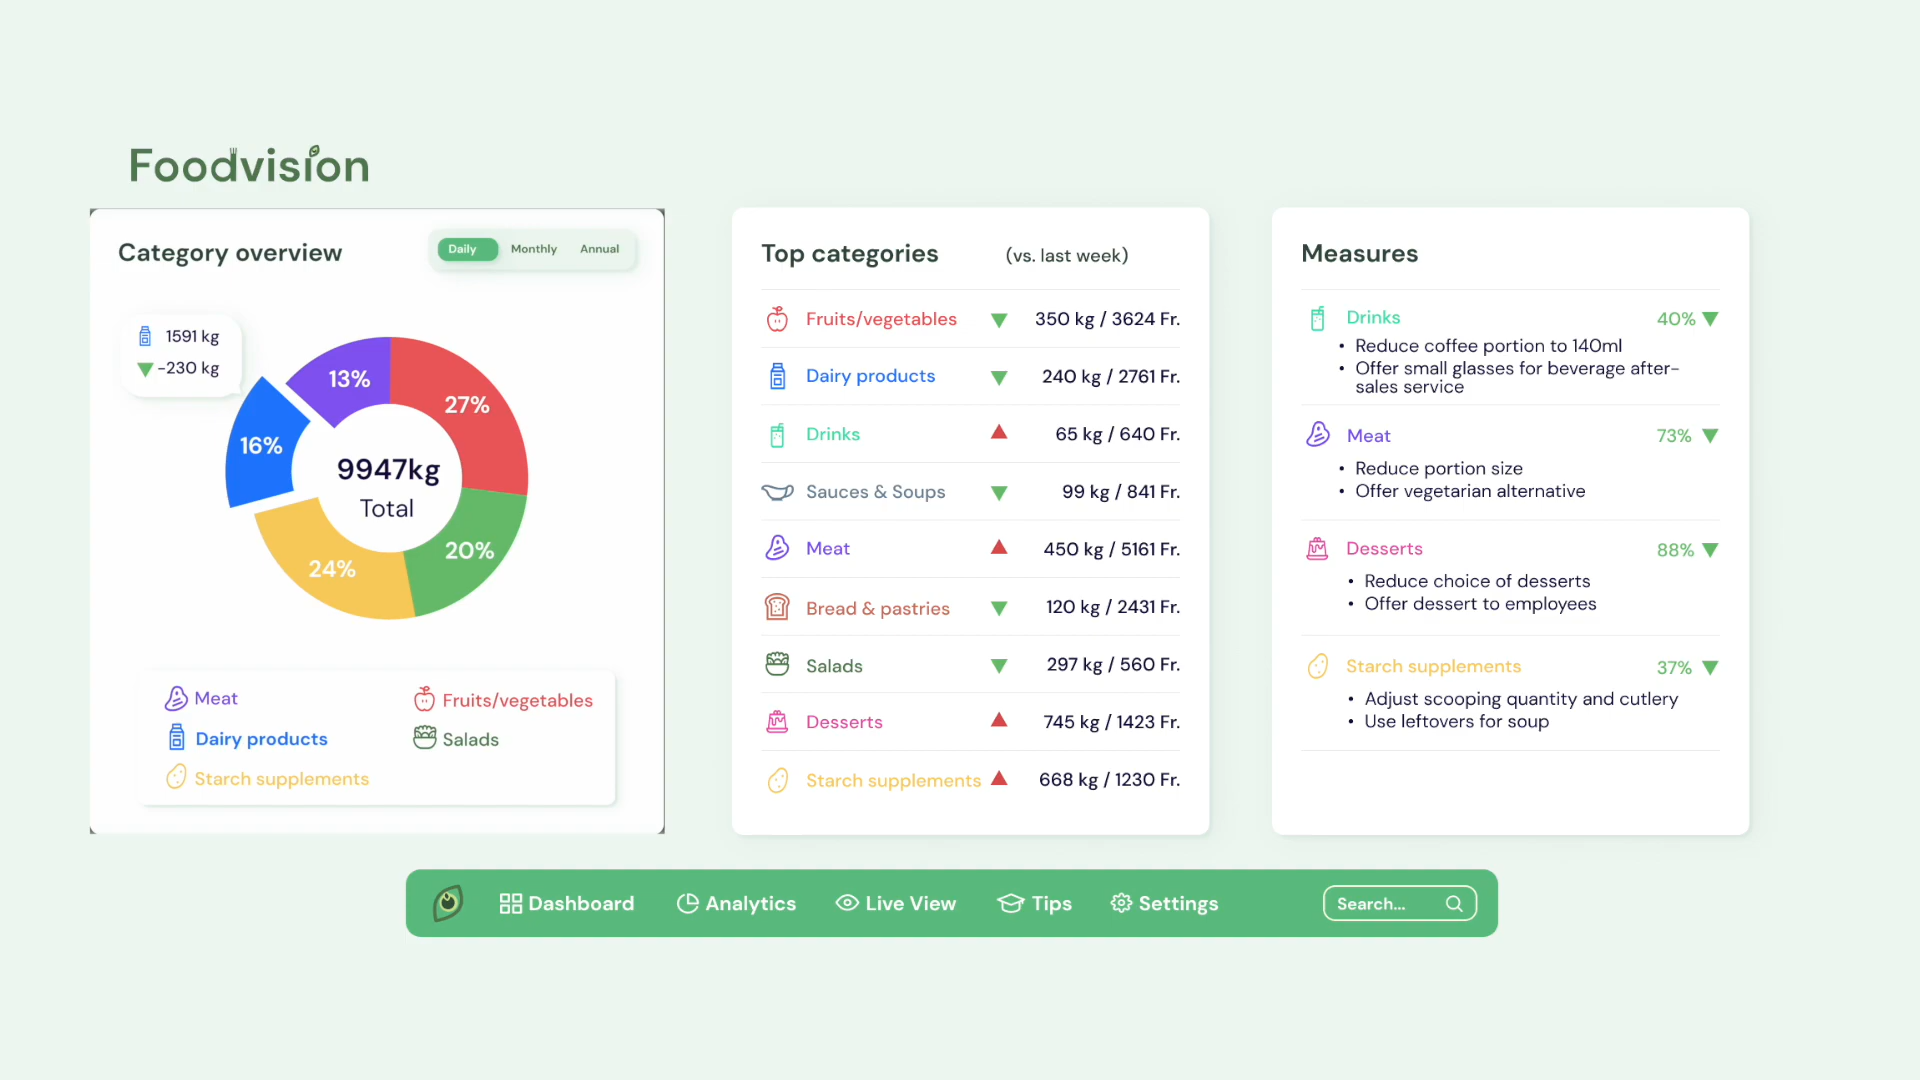 Foodvision
Category overview
Daily Monthly Annual
1591 kg
-230 kg
13%
27%
16%
9947kg
Total
20%
24%
Meat
Fruits/vegetables
Dairy products
Salads
Starch supplements
Top categories (vs. last week)
Fruits/vegetables 350 kg / 3624 Fr.
Dairy products 240 kg / 2761 Fr.
Drinks 65 kg / 640 Fr.
Sauces & Soups 99 kg / 841 Fr.
Meat 450 kg / 5161 Fr.
Bread & pastries 120 kg / 2431 Fr.
Salads 297 kg / 560 Fr.
Desserts 745 kg / 1423 Fr.
Starch supplements 668 kg / 1230 Fr.
Measures
Drinks 40%
• Reduce coffee portion to 140ml
• Offer small glasses for beverage after-
sales service
Meat 73%
• Reduce portion size
• Offer vegetarian alternative
Desserts 88%
• Reduce choice of desserts
• Offer dessert to employees
Starch supplements 37%
• Adjust scooping quantity and cutlery
• Use leftovers for soup
Dashboard Analytics Live View Tips Settings Search...